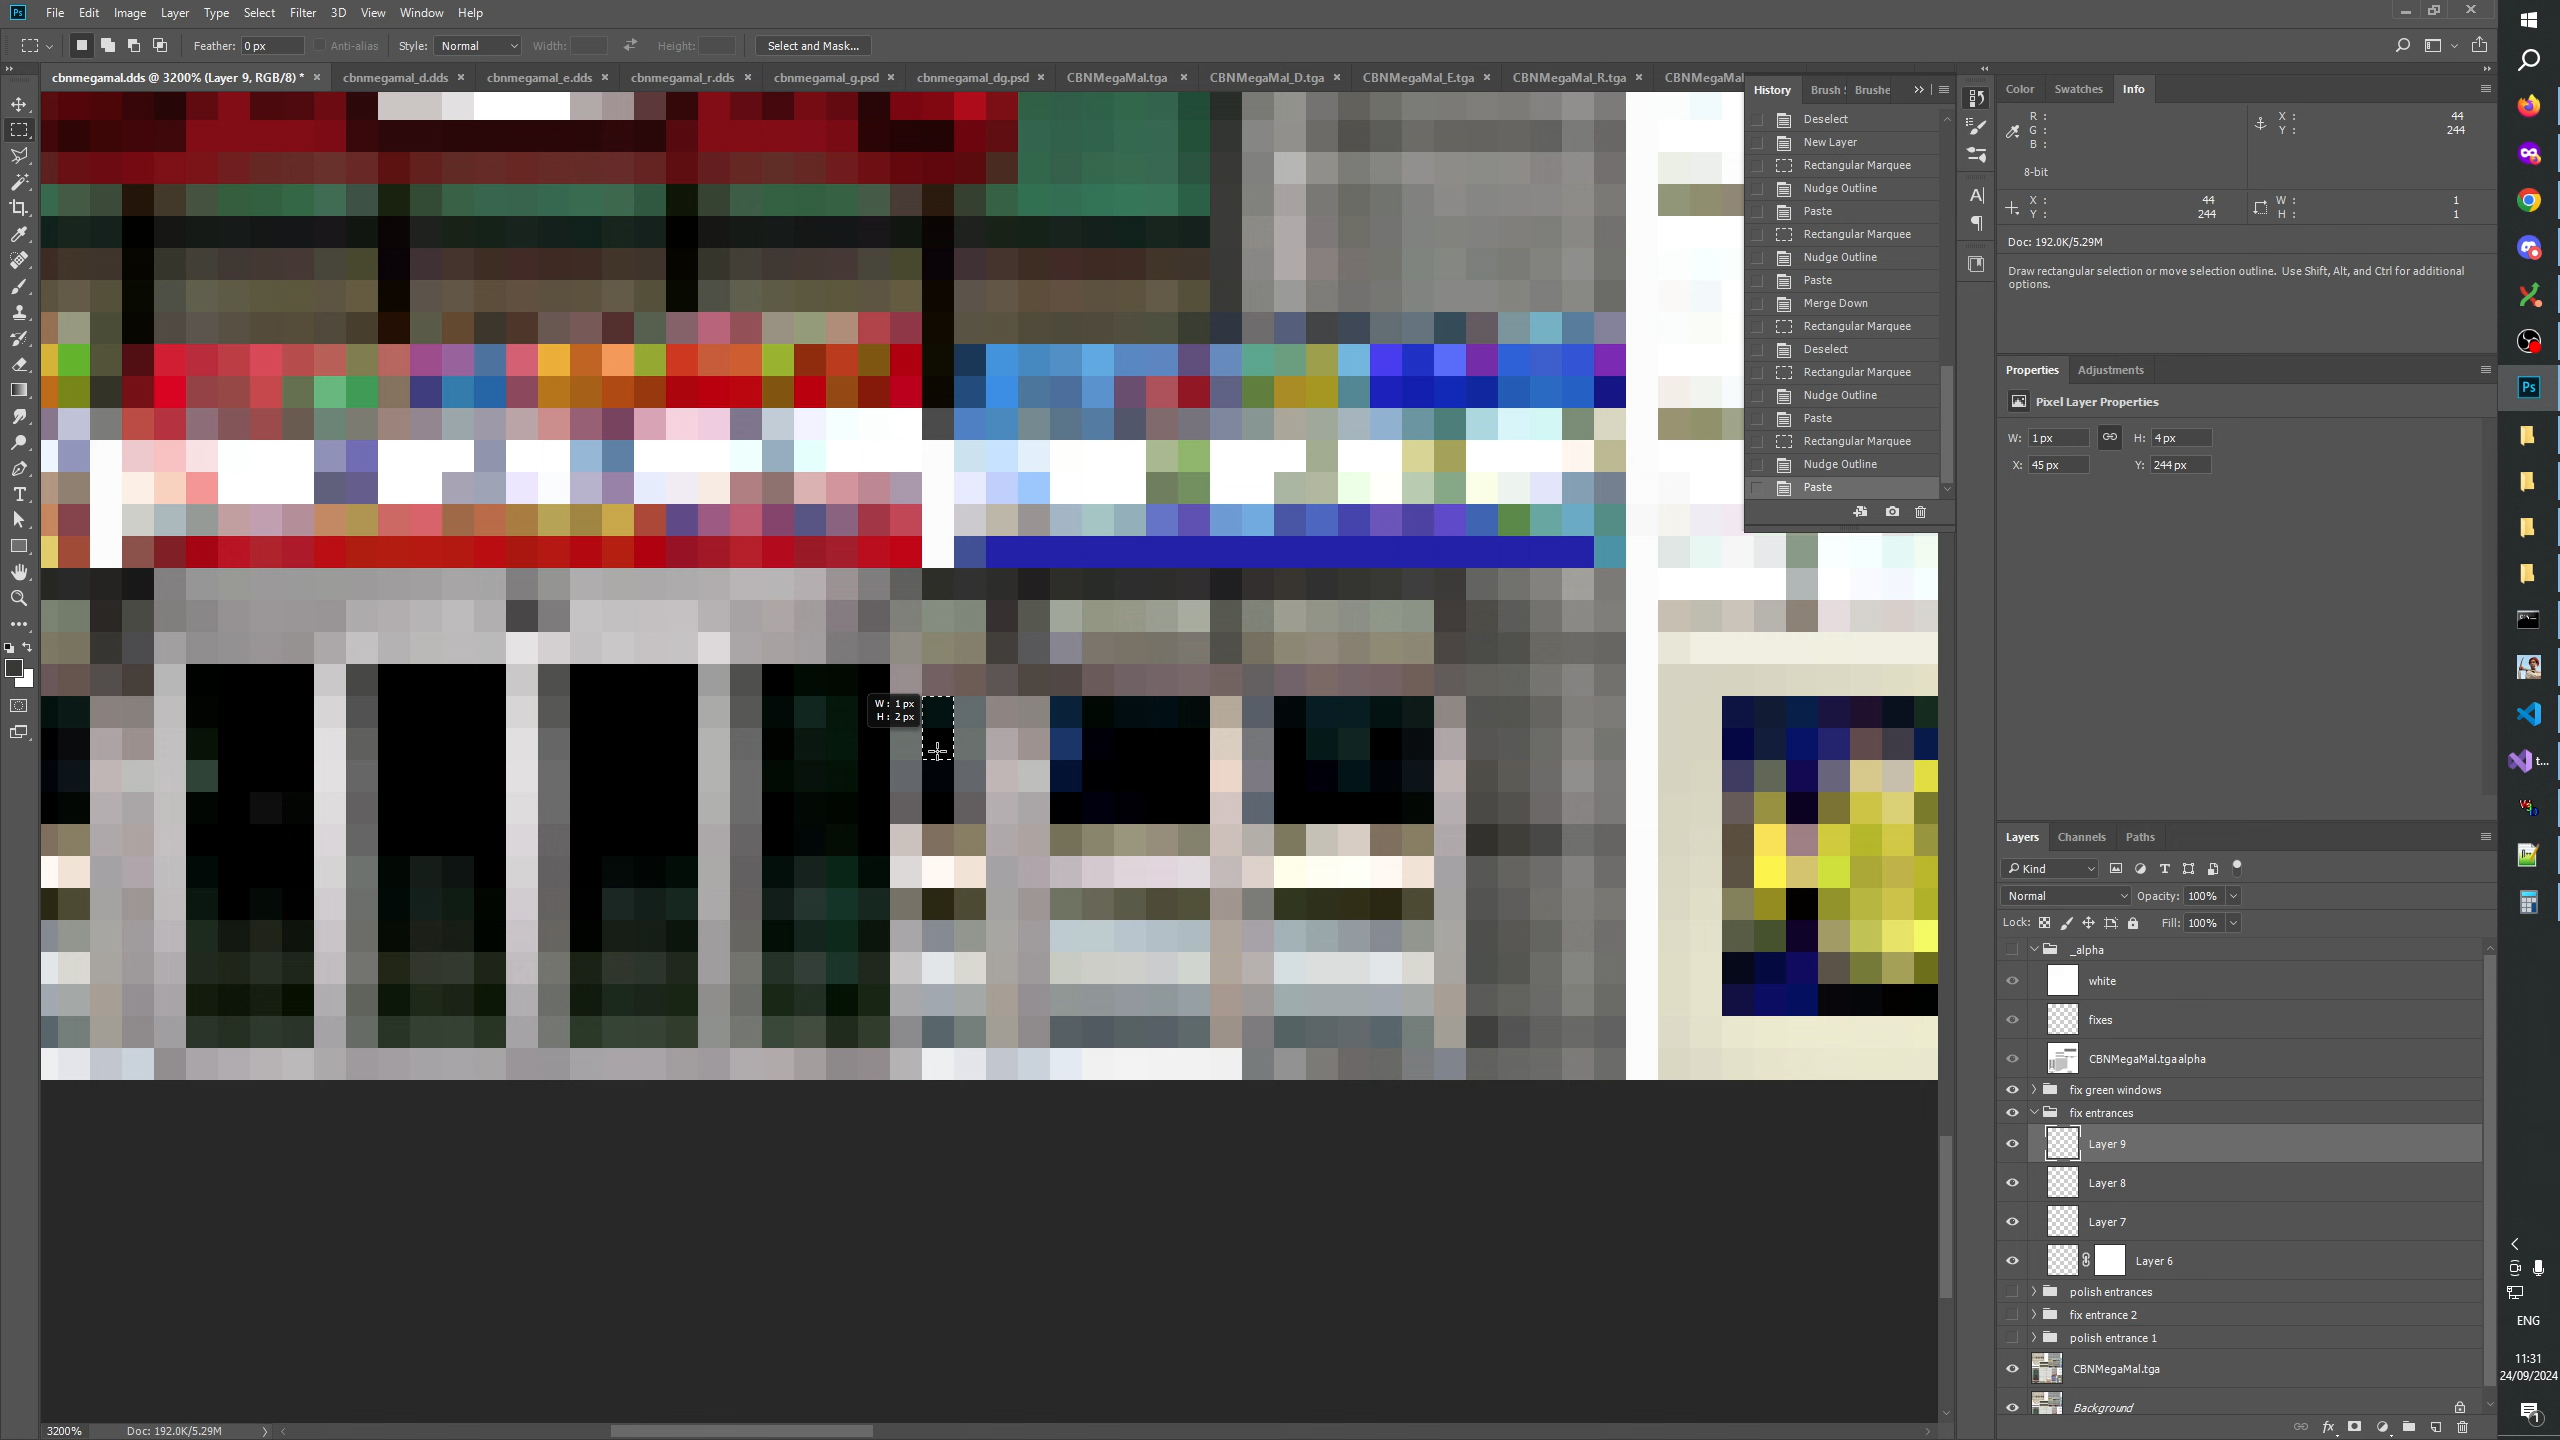 Ps File Edit Image Layer Type Select Filter 3D View Window Help
Feather: 0 px Anti-alias Style: Normal Width: Height: Select and Mask...
cbnmegamal.dds @ 3200% (Layer 9, RGB/8) * × cbnmegamal_d.dds × cbnmegamal_e.dds × cbnmegamal_r.dds × cbnmegamal_g.psd × cbnmegamal_dg.psd × CBNMegaMal.tga × CBNMegaMal_D.tga × CBNMegaMal_E.tga × CBNMegaMal_R.tga × CBNMegaMal
History Brush Brushe
Deselect
New Layer
Rectangular Marquee
Nudge Outline
Paste
Rectangular Marquee
Nudge Outline
Paste
Merge Down
Rectangular Marquee
Deselect
Rectangular Marquee
Nudge Outline
Paste
Rectangular Marquee
Nudge Outline
Paste
Color Swatches Info
R :
G :
B :
8-bit
X : 44
Y : 244
X : 44
Y : 244
W : 1
H : 1
Doc: 192.0K/5.29M
Draw rectangular selection or move selection outline. Use Shift, Alt, and Ctrl for additional
options.
Properties Adjustments
Pixel Layer Properties
W: 1 px H: 4 px
X: 45 px Y: 244 px
W : 1 px
H : 2 px
Layers Channels Paths
Kind
Normal Opacity: 100%
Lock: Fill: 100%
_alpha
white
fixes
CBNMegaMal.tga alpha
fix green windows
fix entrances
Layer 9
Layer 8
Layer 7
Layer 6
polish entrances
fix entrance 2
polish entrance 1
CBNMegaMal.tga
Background
3200% Doc: 192.0K/5.29M
Ps
t...
ENG
11:31
24/09/2024
1